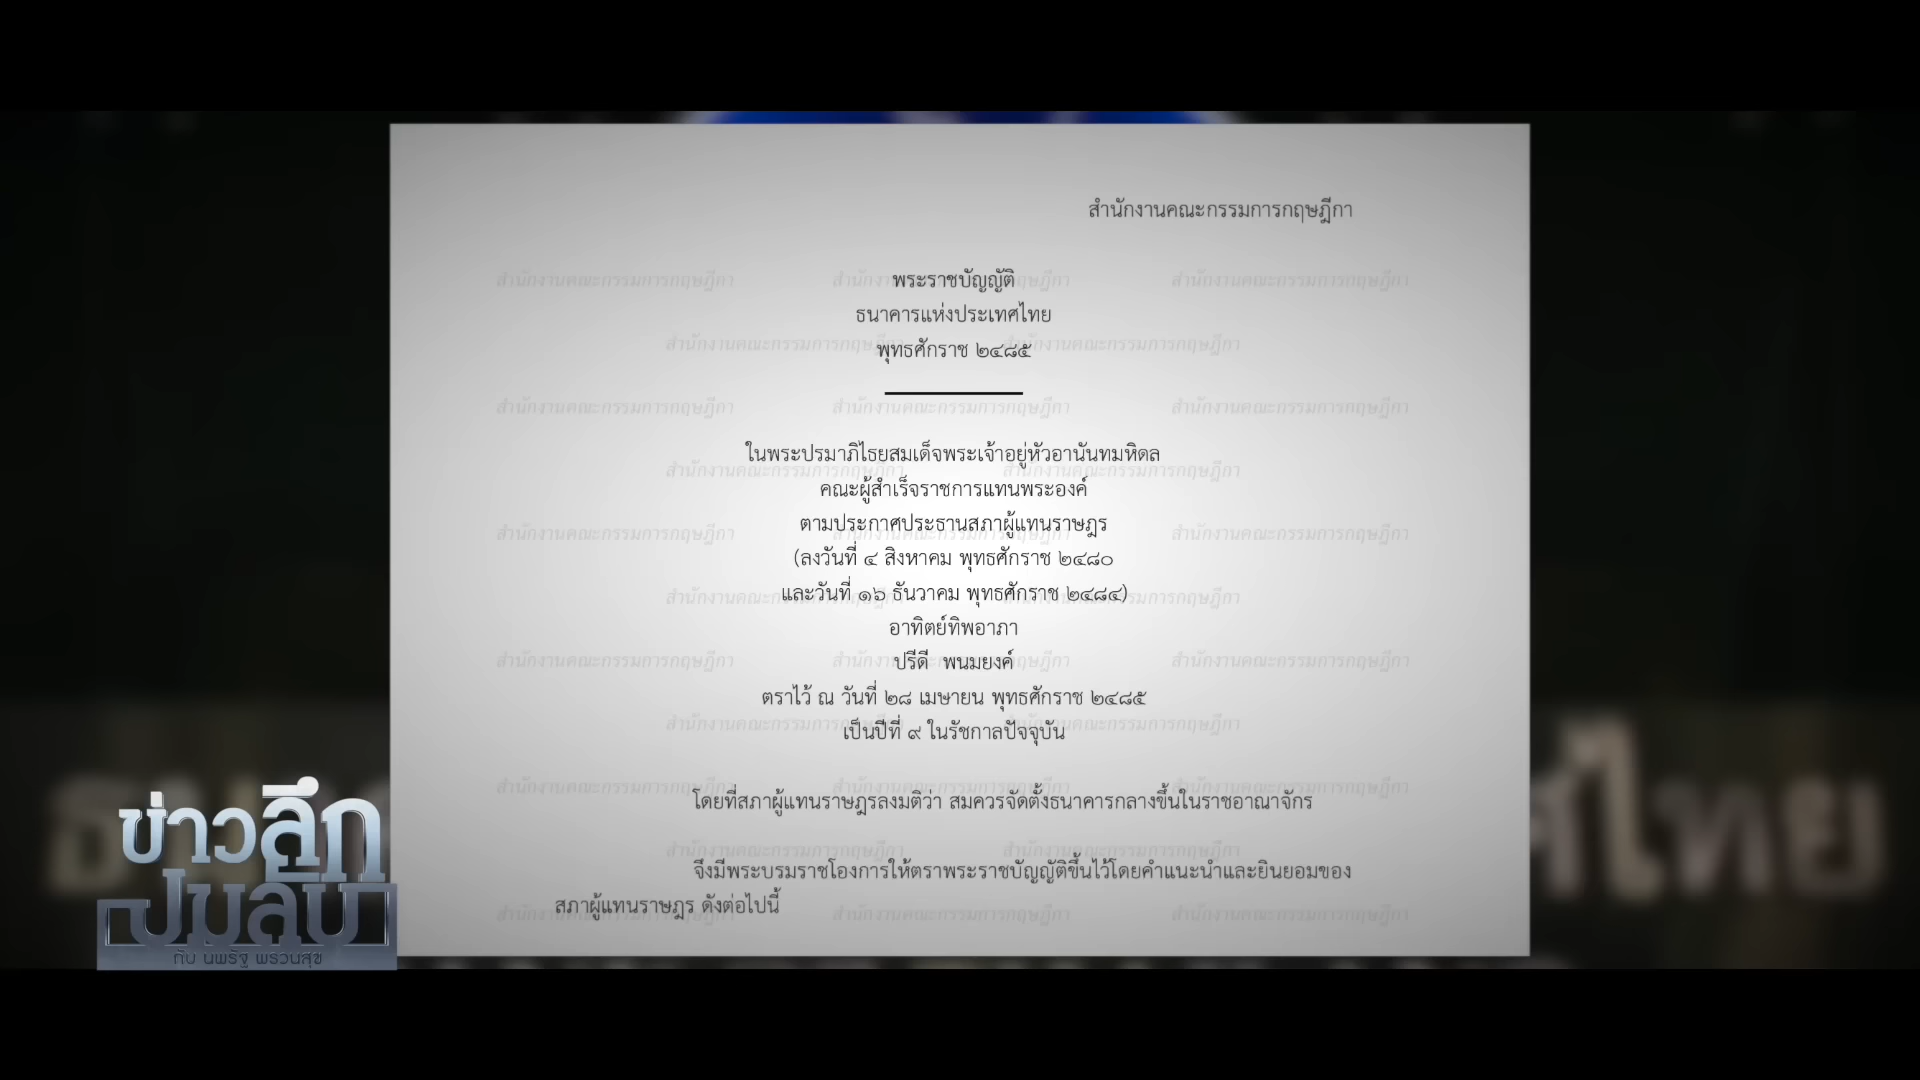 สำนักงานคณะกรรมการกฤษฎีกา
พระราชบัญญัติ
ธนาคารแห่งประเทศไทย
พุทธศักราช ๒๔๘๕
ในพระปรมาภิไธยสมเด็จพระเจ้าอยู่หัวอานันทมหิดล
คณะผู้สำเร็จราชการแทนพระองค์
ตามประกาศประธานสภาผู้แทนราษฎร
(ลงวันที่ ๔ สิงหาคม พุทธศักราช ๒๔๘๐
และวันที่ ๑๖ ธันวาคม พุทธศักราช ๒๔๘๔)
อาทิตย์ทิพอาภา
ปรีดี พนมยงค์
ตราไว้ ณ วันที่ ๒๘ เมษายน พุทธศักราช ๒๔๘๕
เป็นปีที่ ๙ ในรัชกาลปัจจุบัน
โดยที่สภาผู้แทนราษฎรลงมติว่า สมควรจัดตั้งธนาคารกลางขึ้นในราชอาณาจักร
จึงมีพระบรมราชโองการให้ตราพระราชบัญญัติขึ้นไว้โดยคำแนะนำและยินยอมของ
สภาผู้แทนราษฎร ดังต่อไปนี้
ข่าวลึก
ปมลับ
กับ นพรัฐ พรวนสุข